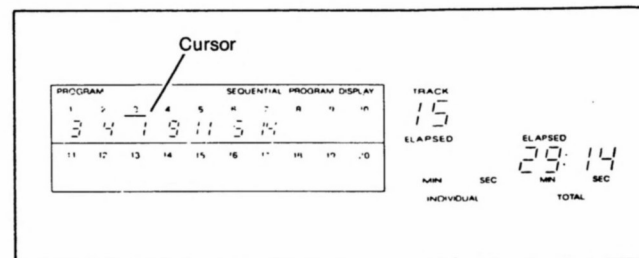 Cursor
PROGRAM SEQUENTIAL PROGRAM DISPLAY
1 2 3 4 5 6 7 8 9 10
3 4 1 9 11 5 14
11 12 13 14 15 16 17 18 19 20
TRACK
15
ELAPSED
ELAPSED
29:14
MIN SEC MIN SEC
INDIVIDUAL TOTAL